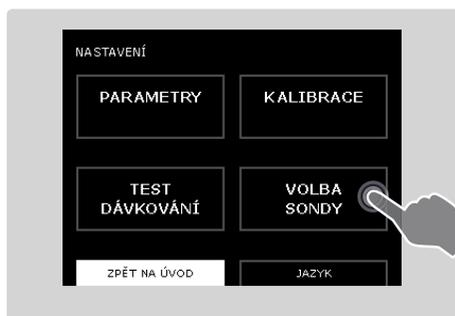 NASTAVENÍ
PARAMETRY
KALIBRACE
TEST
DÁVKOVÁNÍ
VOLBA
SONDY
ZPĚT NA ÚVOD
JAZYK